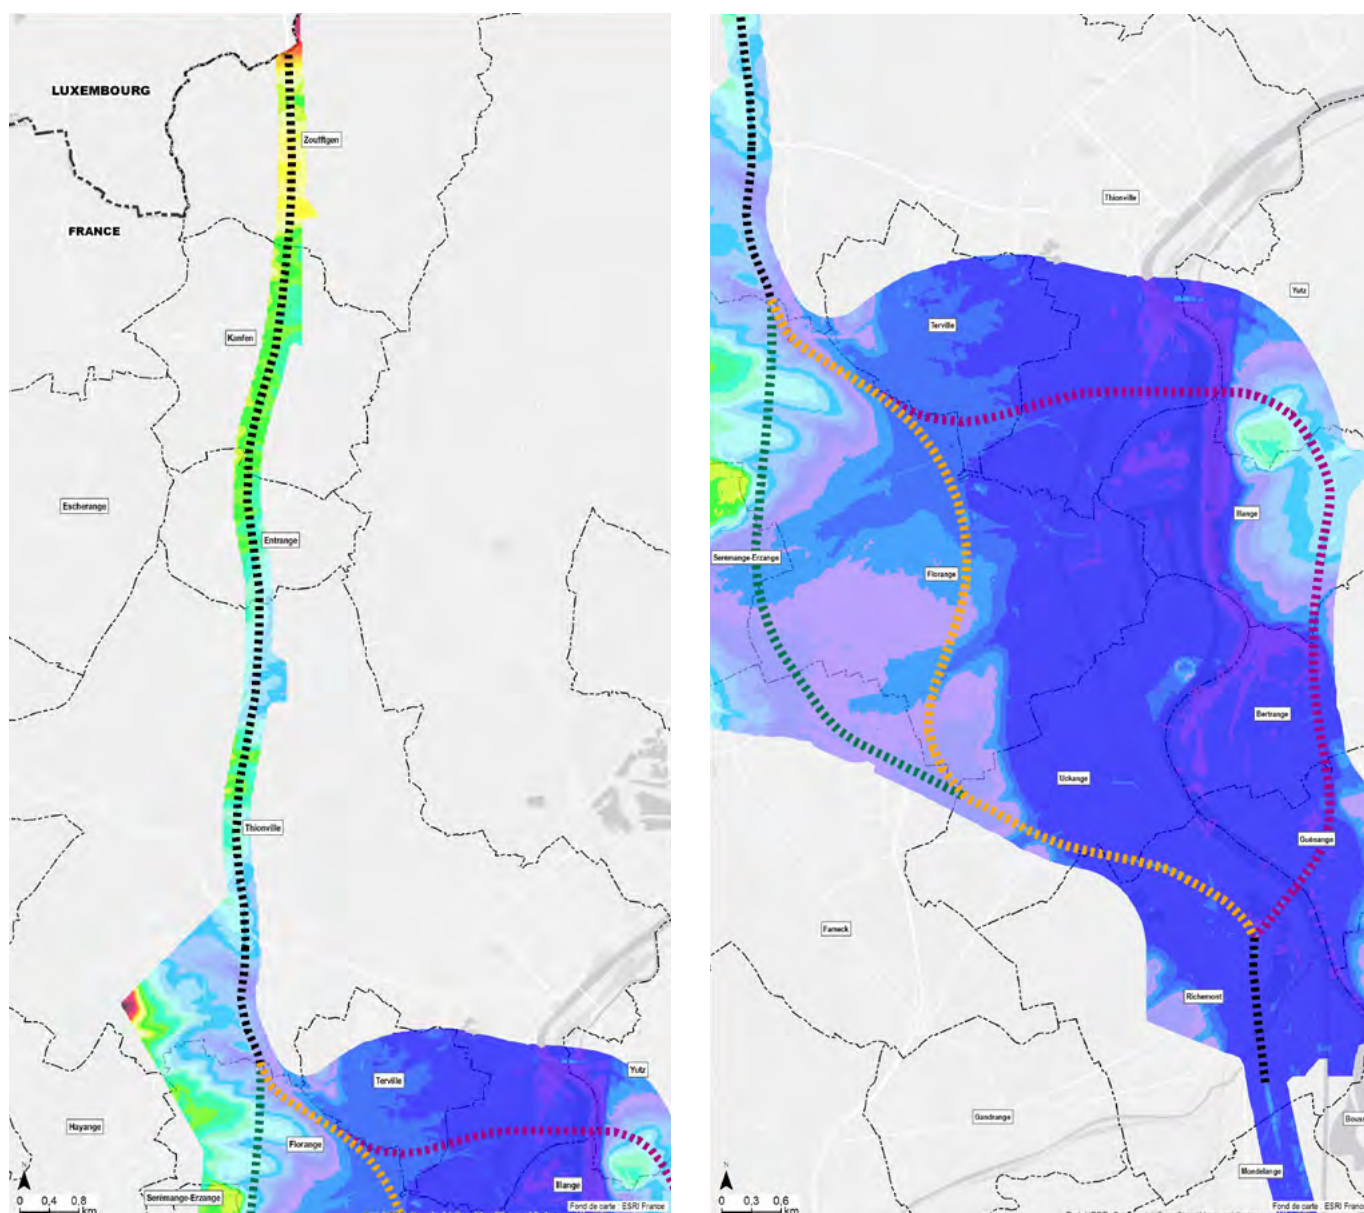 LUXEMBOURG
Zoufftgen
FRANCE
Kanfen
Escherange
Entrange
Thionville
Terville
Yutz
Hayange
Florange
Illange
Serémange-Erzange
N
0 0,4 0,8
km
Fond de carte : ESRI France
Thionville
Yutz
Terville
Illange
Serémange-Erzange
Florange
Bertrange
Uckange
Guénange
Fameck
Richemont
Gandrange
Bouss
Mondelange
N
0 0,3 0,6
km
Fond de carte : ESRI France